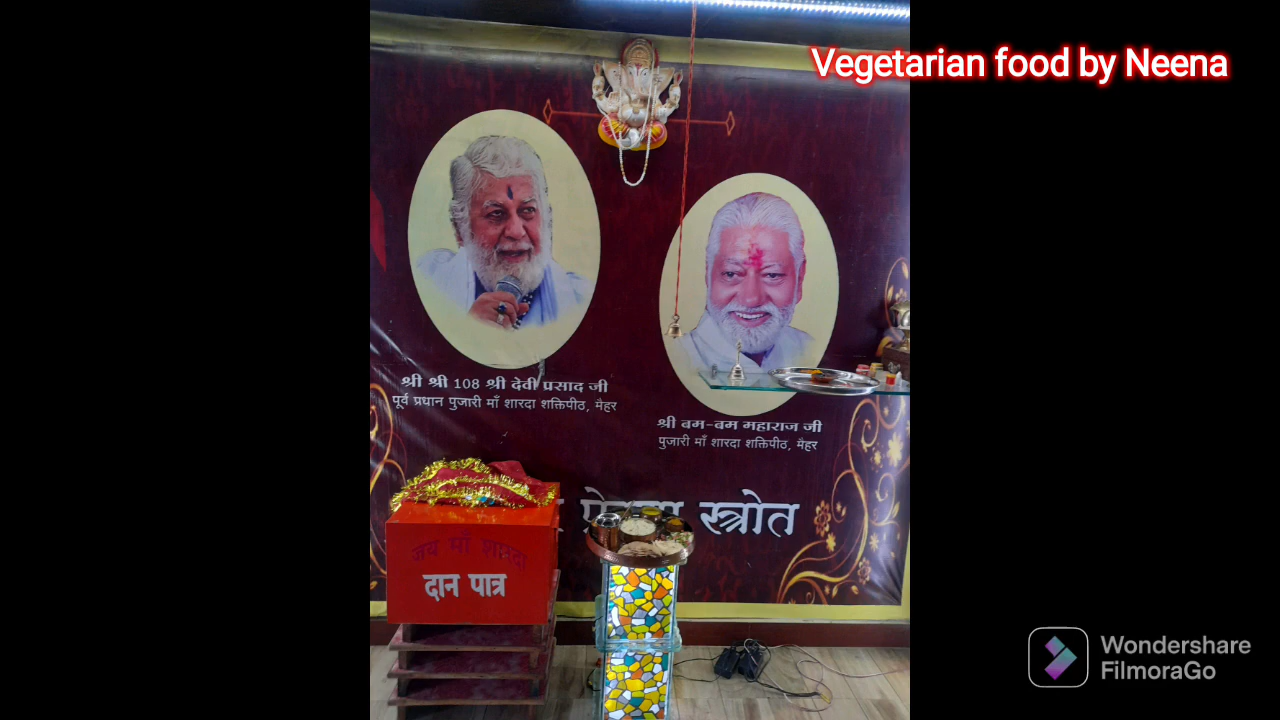 Vegetarian food by Neena
श्री श्री 108 श्री देवी प्रसाद जी
पूर्व प्रधान पुजारी माँ शारदा शक्तिपीठ, मैहर
श्री बम-बम महाराज जी
पुजारी माँ शारदा शक्तिपीठ, मैहर
स्त्रोत
जय माँ शारदा
दान पात्र
Wondershare
FilmoraGo